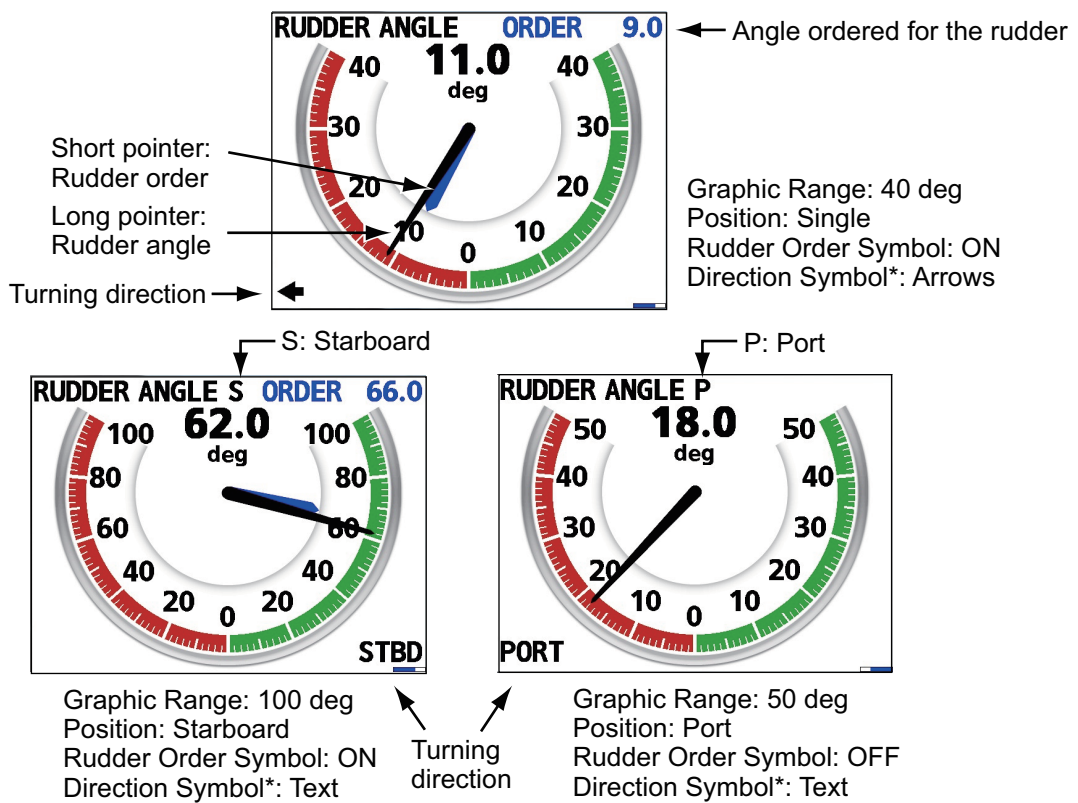 RUDDER ANGLE ORDER 9.0
Angle ordered for the rudder
11.0
deg
40 40
30 30
20 20
10 10
0
Short pointer:
Rudder order
Long pointer:
Rudder angle
Turning direction
Graphic Range: 40 deg
Position: Single
Rudder Order Symbol: ON
Direction Symbol*: Arrows
S: Starboard
RUDDER ANGLE S ORDER 66.0
62.0
deg
100 100
80 80
60 60
40 40
20 20
0
STBD
Graphic Range: 100 deg
Position: Starboard
Rudder Order Symbol: ON
Direction Symbol*: Text
P: Port
RUDDER ANGLE P
18.0
deg
50 50
40 40
30 30
20 20
10 10
0
PORT
Turning
direction
Graphic Range: 50 deg
Position: Port
Rudder Order Symbol: OFF
Direction Symbol*: Text